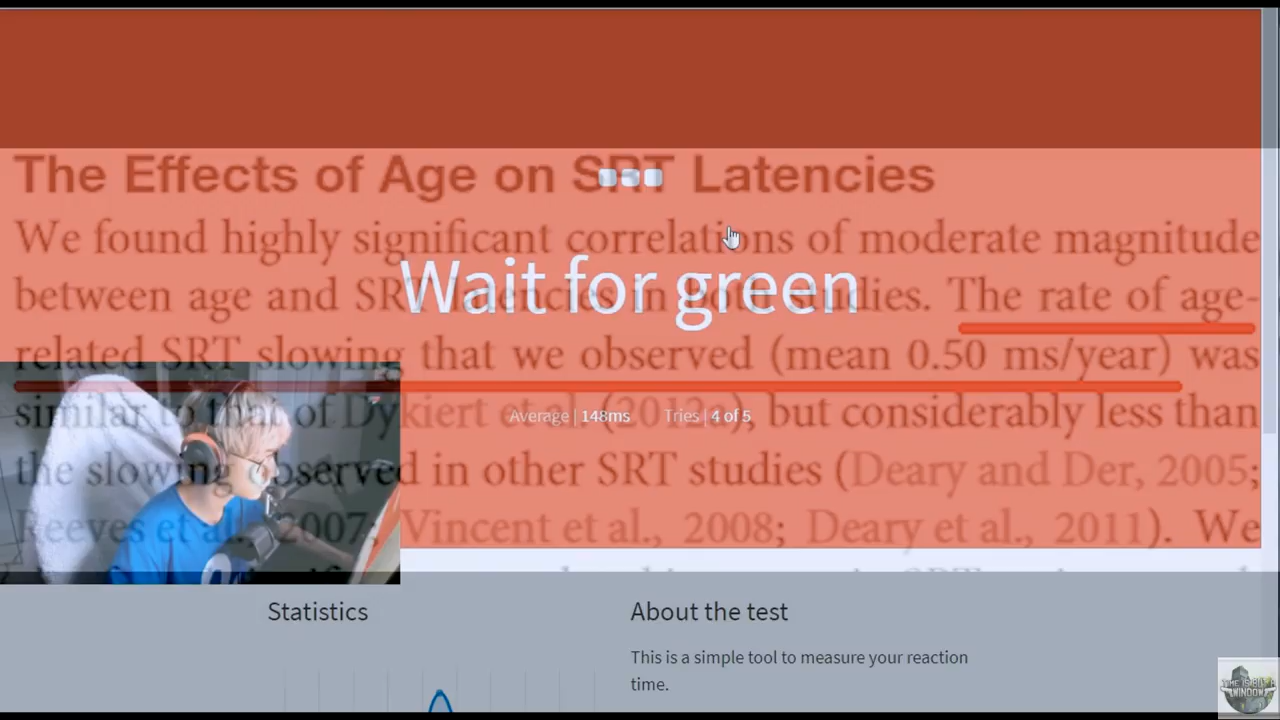 The Effects of Age on SRT Latencies
We found highly significant correlations of moderate magnitude
Wait for green
between age and SRT latencies in both studies. The rate of age-
related SRT slowing that we observed (mean 0.50 ms/year) was
similar to that of Dykiert et al. (2012a), but considerably less than
Average | 148ms Tries | 4 of 5
the slowing observed in other SRT studies (Deary and Der, 2005;
Reeves et al., 2007; Vincent et al., 2008; Deary et al., 2011). We
Statistics
About the test
This is a simple tool to measure your reaction
time.
WINDOW